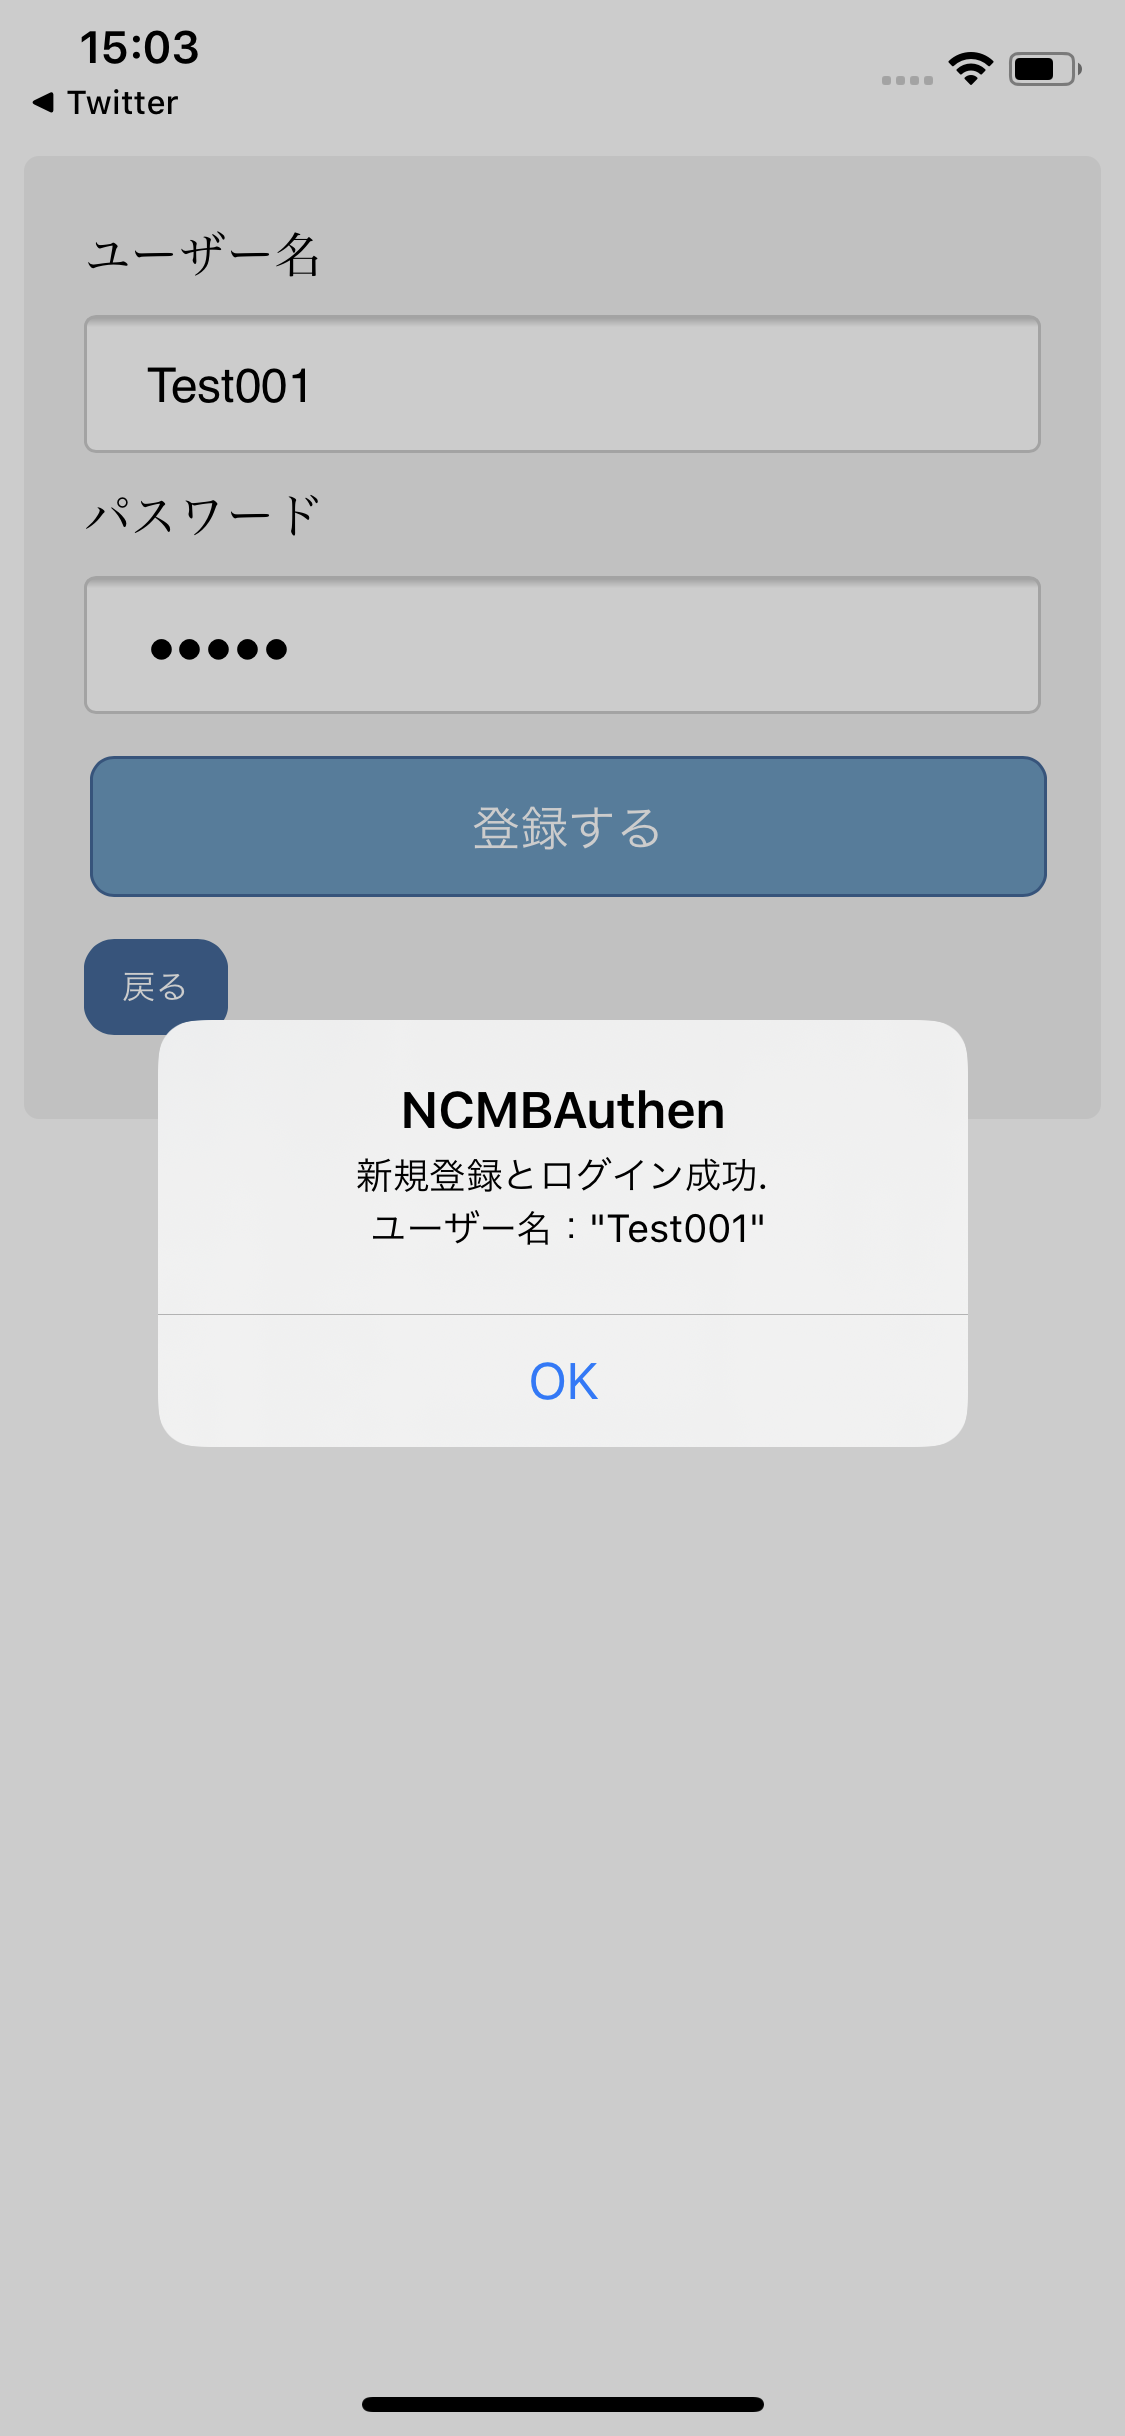 15:03
◀ Twitter
ユーザー名
Test001
パスワード
●●●●●
登録する
戻る
NCMBAuthen
新規登録とログイン成功.
ユーザー名："Test001"
OK